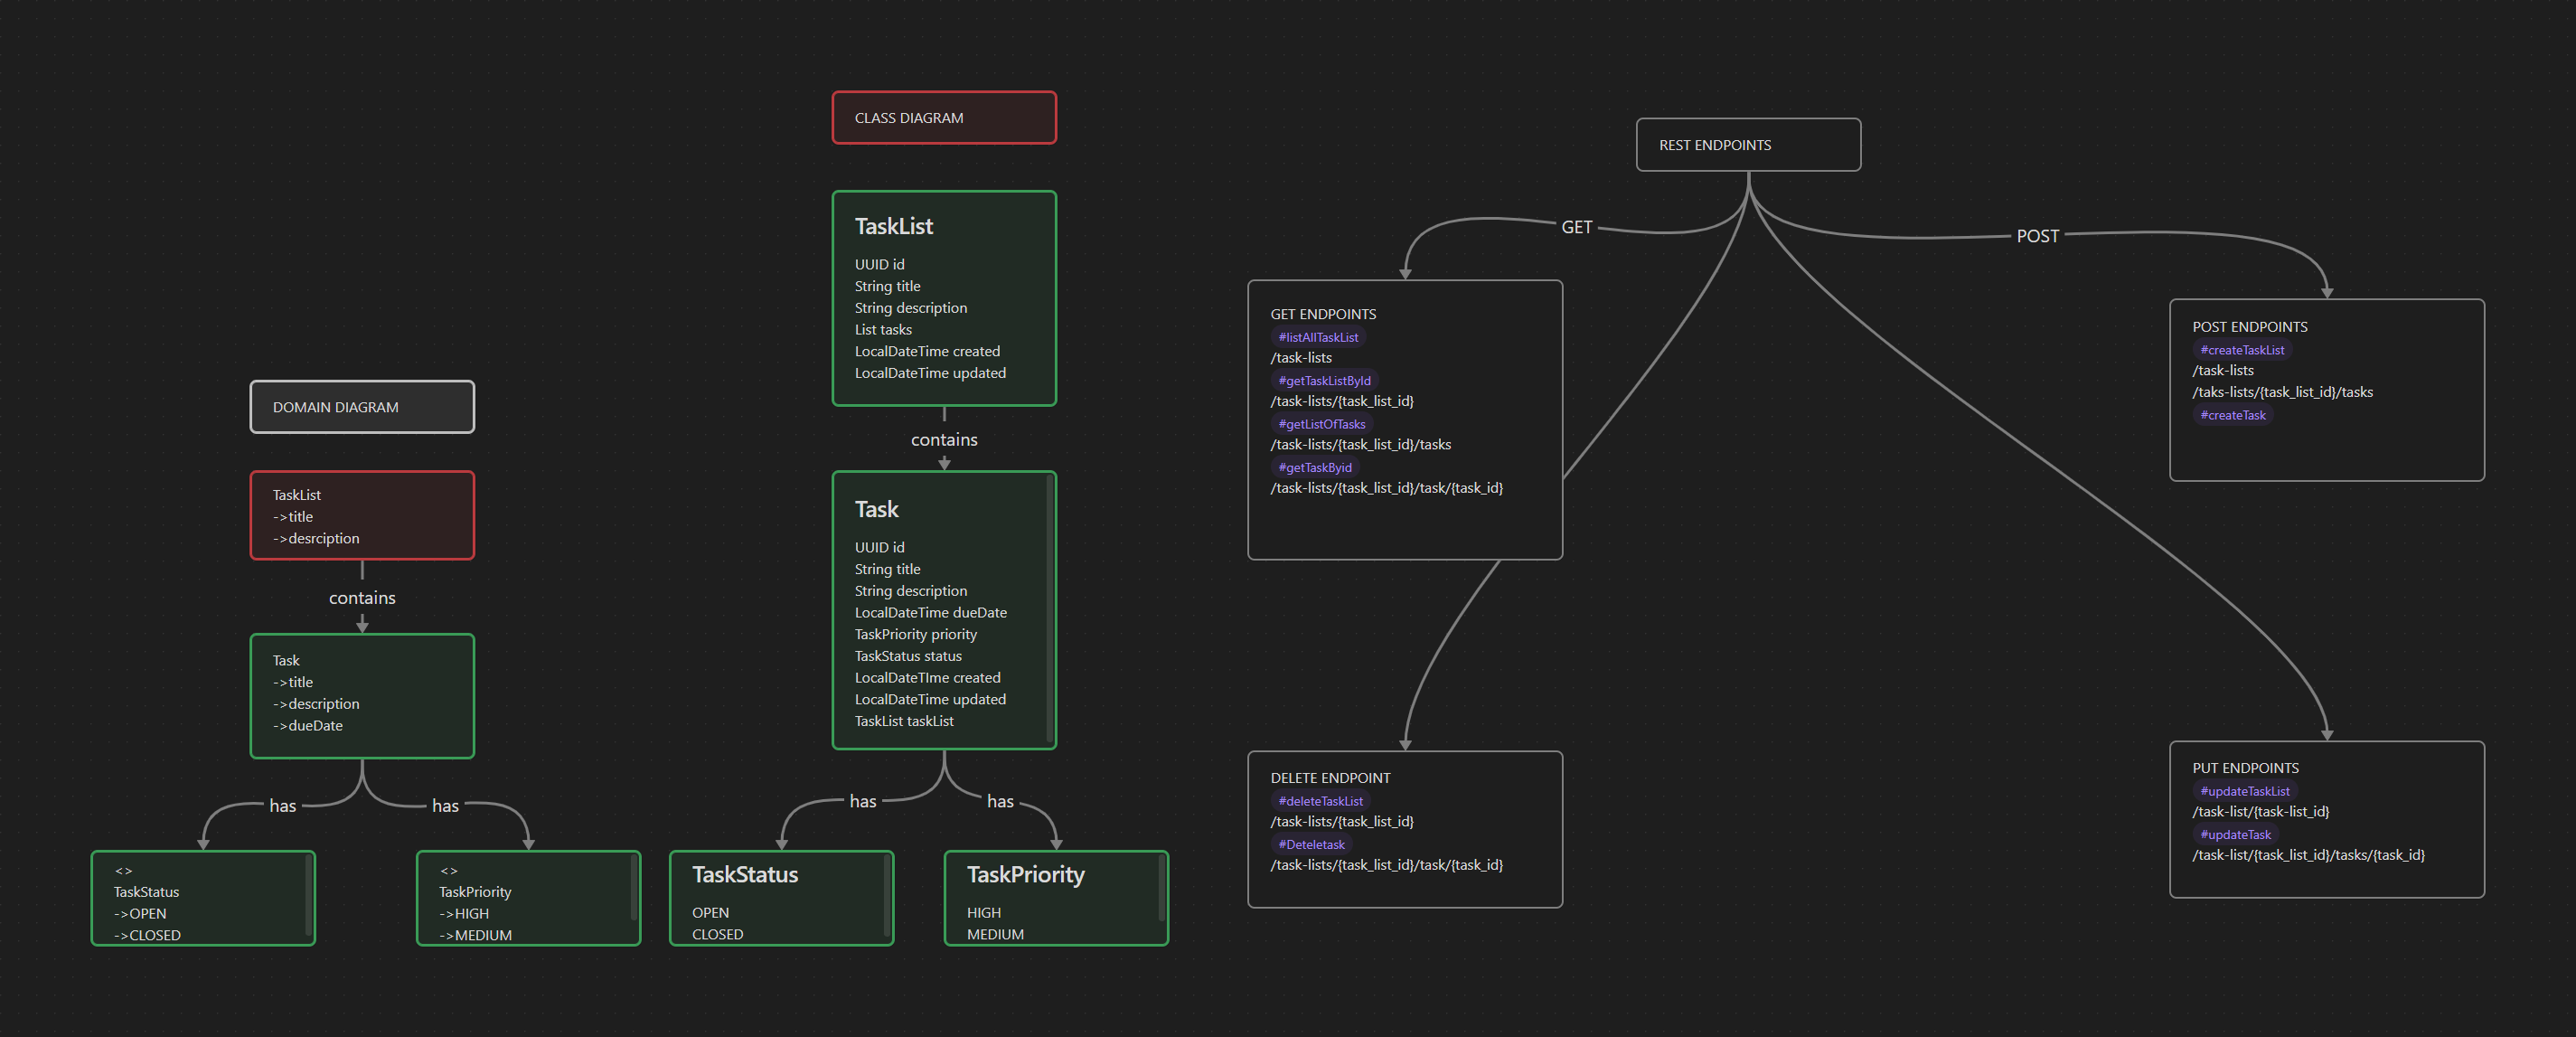 DOMAIN DIAGRAM
TaskList
->title
->desrciption
contains
Task
->title
->description
->dueDate
has
has
<>
TaskStatus
->OPEN
->CLOSED
<>
TaskPriority
->HIGH
->MEDIUM
CLASS DIAGRAM
TaskList
UUID id
String title
String description
List tasks
LocalDateTime created
LocalDateTime updated
contains
Task
UUID id
String title
String description
LocalDateTime dueDate
TaskPriority priority
TaskStatus status
LocalDateTIme created
LocalDateTime updated
TaskList taskList
has
has
TaskStatus
OPEN
CLOSED
TaskPriority
HIGH
MEDIUM
REST ENDPOINTS
GET
POST
GET ENDPOINTS
#listAllTaskList
/task-lists
#getTaskListById
/task-lists/{task_list_id}
#getListOfTasks
/task-lists/{task_list_id}/tasks
#getTaskByid
/task-lists/{task_list_id}/task/{task_id}
POST ENDPOINTS
#createTaskList
/task-lists
/taks-lists/{task_list_id}/tasks
#createTask
DELETE ENDPOINT
#deleteTaskList
/task-lists/{task_list_id}
#Deteletask
/task-lists/{task_list_id}/task/{task_id}
PUT ENDPOINTS
#updateTaskList
/task-list/{task-list_id}
#updateTask
/task-list/{task_list_id}/tasks/{task_id}